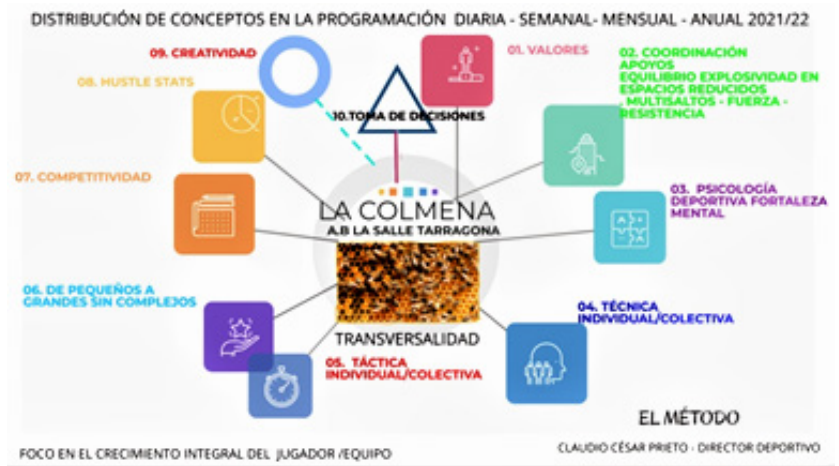 DISTRIBUCIÓN DE CONCEPTOS EN LA PROGRAMACIÓN DIARIA - SEMANAL- MENSUAL - ANUAL 2021/22
09. CREATIVIDAD
01. VALORES
02. COORDINACIÓN
APOYOS
EQUILIBRIO EXPLOSIVIDAD EN
ESPACIOS REDUCIDOS
, MULTISALTOS - FUERZA -
RESISTENCIA
08. HUSTLE STATS
10.TOMA DE DECISIONES
07. COMPETITIVIDAD
03. PSICOLOGÍA
DEPORTIVA FORTALEZA
MENTAL
LA COLMENA
A.B LA SALLE TARRAGONA
06. DE PEQUEÑOS A
GRANDES SIN COMPLEJOS
04. TÉCNICA
INDIVIDUAL/COLECTIVA
TRANSVERSALIDAD
05. TÁCTICA
INDIVIDUAL/COLECTIVA
EL MÉTODO
FOCO EN EL CRECIMIENTO INTEGRAL DEL JUGADOR /EQUIPO
CLAUDIO CÉSAR PRIETO - DIRECTOR DEPORTIVO